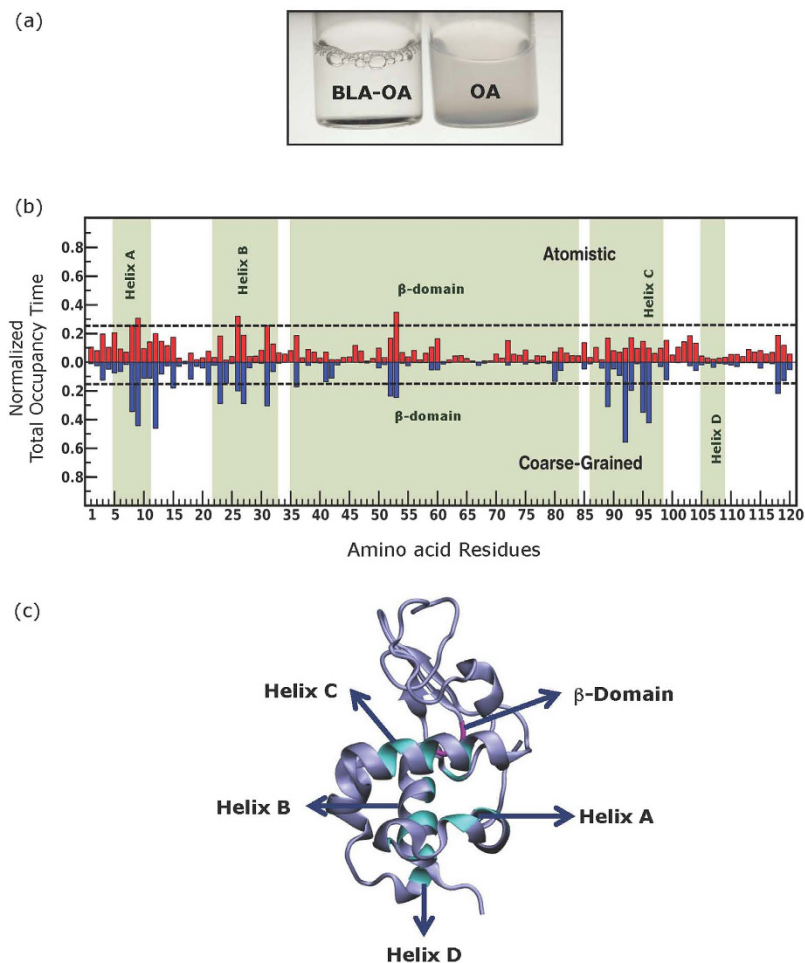 (a)
BLA-OA OA
(b)
Normalized
Total Occupancy Time
0.8
0.6
0.4
0.2
0.0
0.2
0.4
0.6
0.8
Helix A
Helix B
β-domain
Atomistic
Helix C
β-domain
Coarse-Grained
Helix D
1 5 10 15 20 25 30 35 40 45 50 55 60 65 70 75 80 85 90 95 100 105 110 115 120
Amino acid Residues
(c)
Helix C
β-Domain
Helix B
Helix A
Helix D